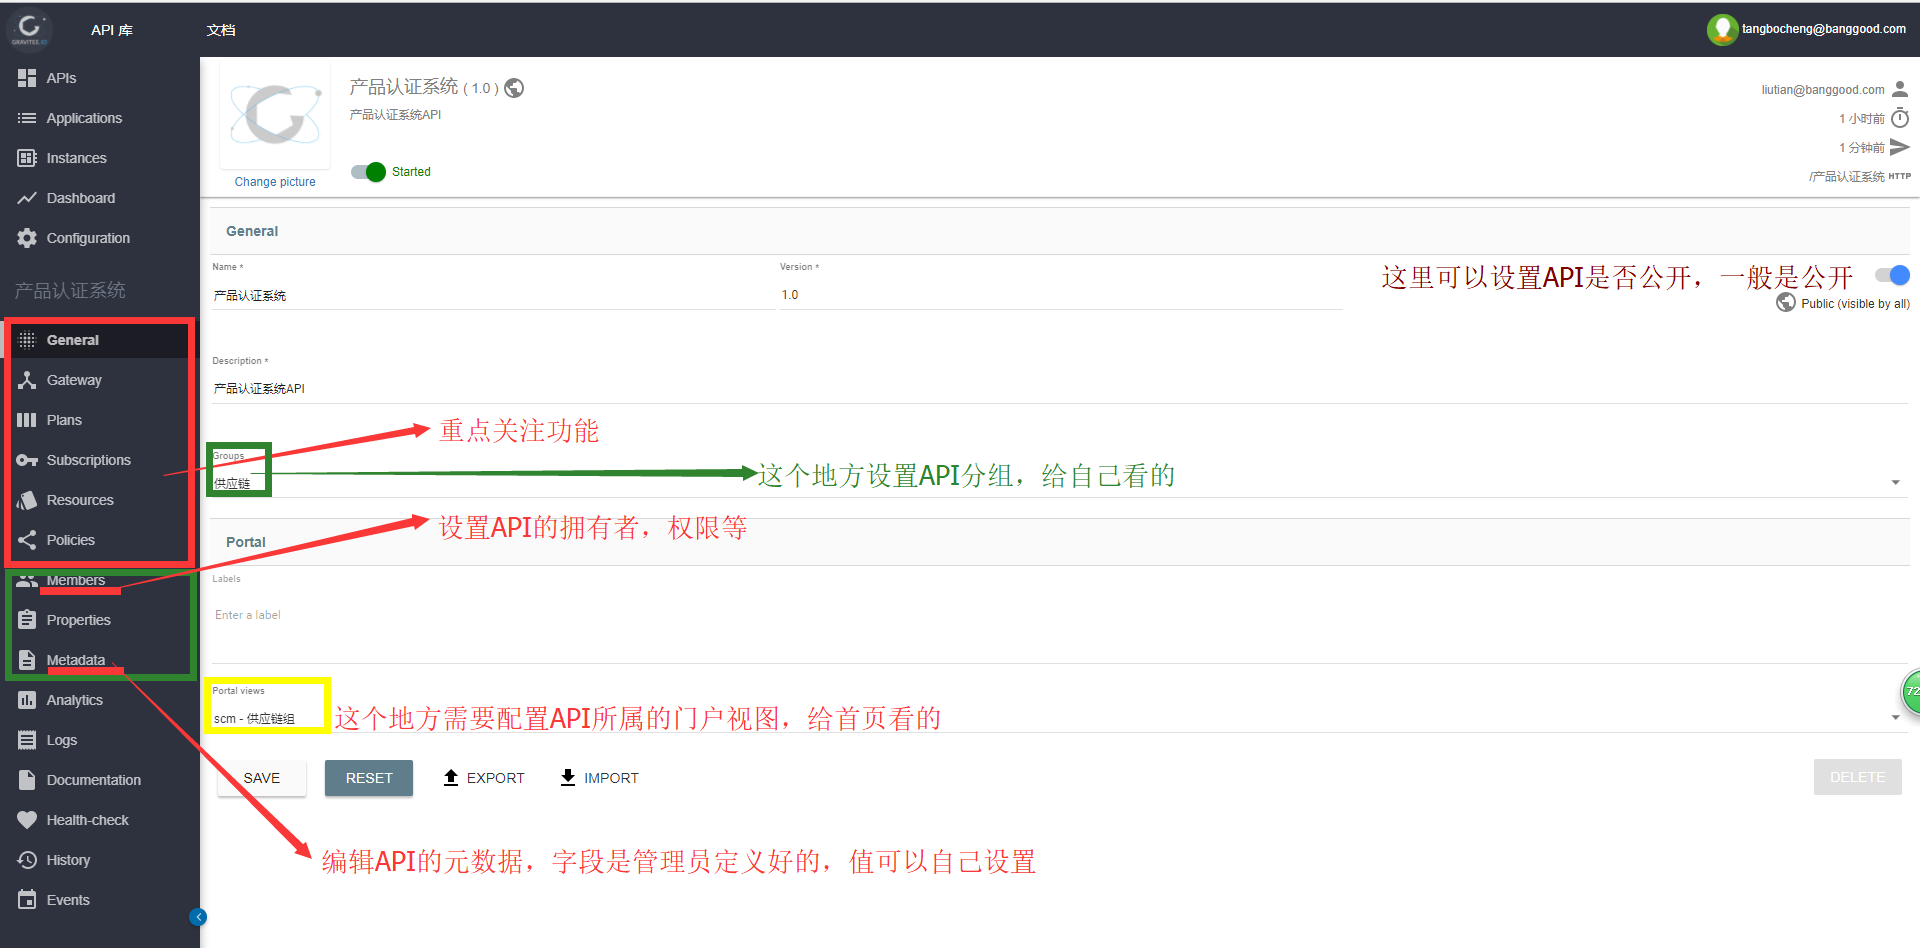 GRAVITEE.IO
API 库
文档
tangbocheng@banggood.com
APIs
Applications
Instances
Dashboard
Configuration
产品认证系统
General
Gateway
Plans
Subscriptions
Resources
Policies
Members
Properties
Metadata
Analytics
Logs
Documentation
Health-check
History
Events
产品认证系统 ( 1.0 )
产品认证系统API
Change picture
Started
liutian@banggood.com
1 小时前
1 分钟前
/产品认证系统 HTTP
General
Name *
产品认证系统
Version *
1.0
这里可以设置API是否公开，一般是公开
Public (visible by all)
Description *
产品认证系统API
重点关注功能
Groups
供应链
这个地方设置API分组，给自己看的
设置API的拥有者，权限等
Portal
Labels
Enter a label
Portal views
scm - 供应链组
这个地方需要配置API所属的门户视图，给首页看的
72
SAVE
RESET
EXPORT
IMPORT
DELETE
编辑API的元数据，字段是管理员定义好的，值可以自己设置